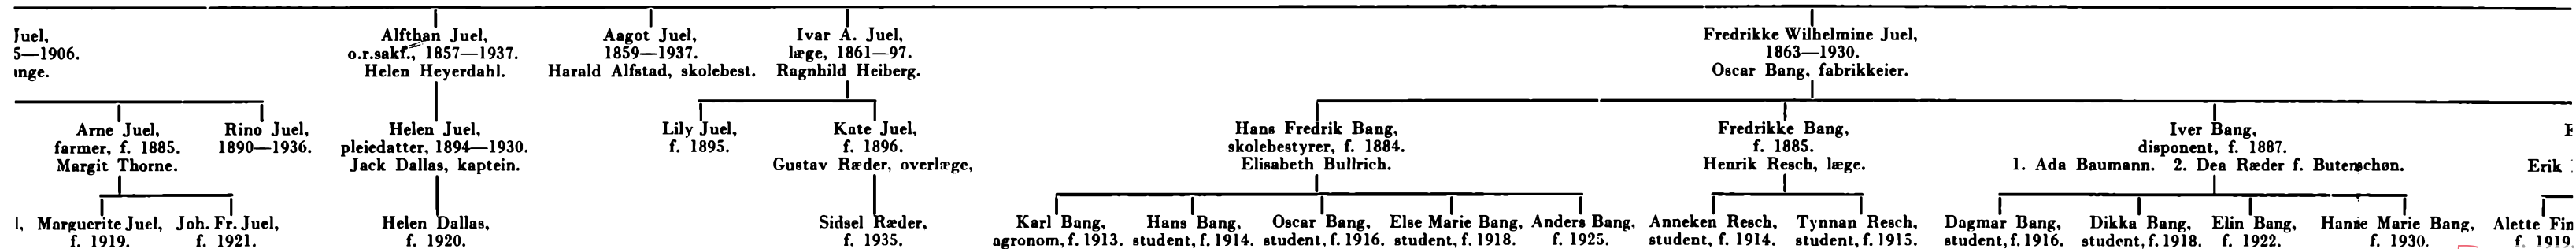 Juel,
5—1906.
nge.
Alfthan Juel,
o.r.sakf., 1857—1937.
Helen Heyerdahl.
Aagot Juel,
1859—1937.
Harald Alfstad, skolebest.
Ivar A. Juel,
læge, 1861—97.
Ragnhild Heiberg.
Fredrikke Wilhelmine Juel,
1863—1930.
Oscar Bang, fabrikkeier.
Arne Juel,
farmer, f. 1885.
Margit Thorne.
Rino Juel,
1890—1936.
Helen Juel,
pleiedatter, 1894—1930.
Jack Dallas, kaptein.
Lily Juel,
f. 1895.
Kate Juel,
f. 1896.
Gustav Ræder, overlæge,
Hans Fredrik Bang,
skolebestyrer, f. 1884.
Elisabeth Bullrich.
Fredrikke Bang,
f. 1885.
Henrik Resch, læge.
Iver Bang,
disponent, f. 1887.
1. Ada Baumann. 2. Dea Ræder f. Butenschøn.
Erik
l,
Marguerite Juel,
f. 1919.
Joh. Fr. Juel,
f. 1921.
Helen Dallas,
f. 1920.
Sidsel Ræder,
f. 1935.
Karl Bang,
agronom, f. 1913.
Hans Bang,
student, f. 1914.
Oscar Bang,
student, f. 1916.
Else Marie Bang,
student, f. 1918.
Anders Bang,
f. 1925.
Anneken Resch,
student, f. 1914.
Tynnan Resch,
student, f. 1915.
Dagmar Bang,
student, f. 1916.
Dikka Bang,
student, f. 1918.
Elin Bang,
f. 1922.
Hanse Marie Bang,
f. 1930.
Alette Fin
f. 1919